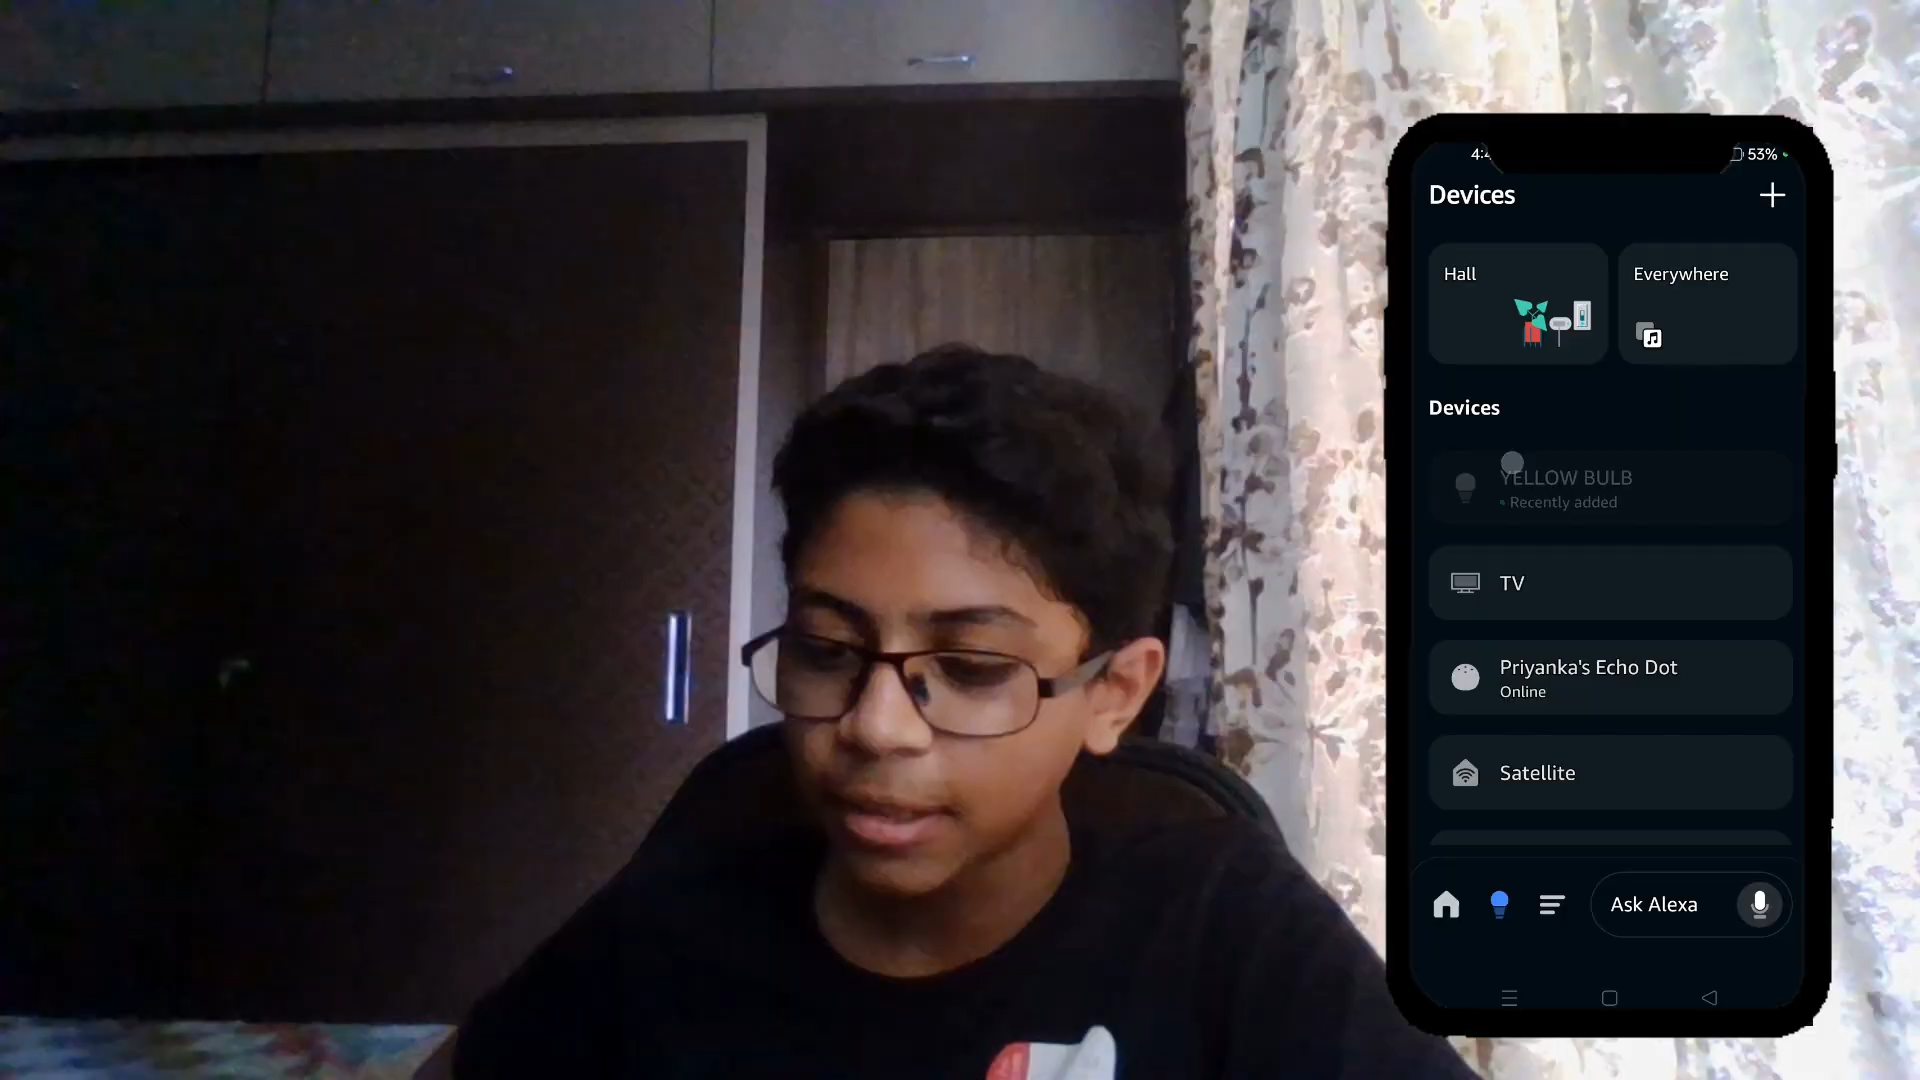 53%
Devices
Hall
Everywhere
Devices
YELLOW BULB
Recently added
TV
Priyanka's Echo Dot
Online
Satellite
Ask Alexa